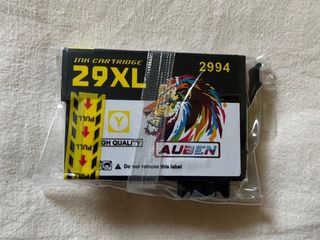 INK CARTRIDGE
29XL 2994
PULL
PULL
Y
HIGH QUALITY
AUBEN
Do not remove this label